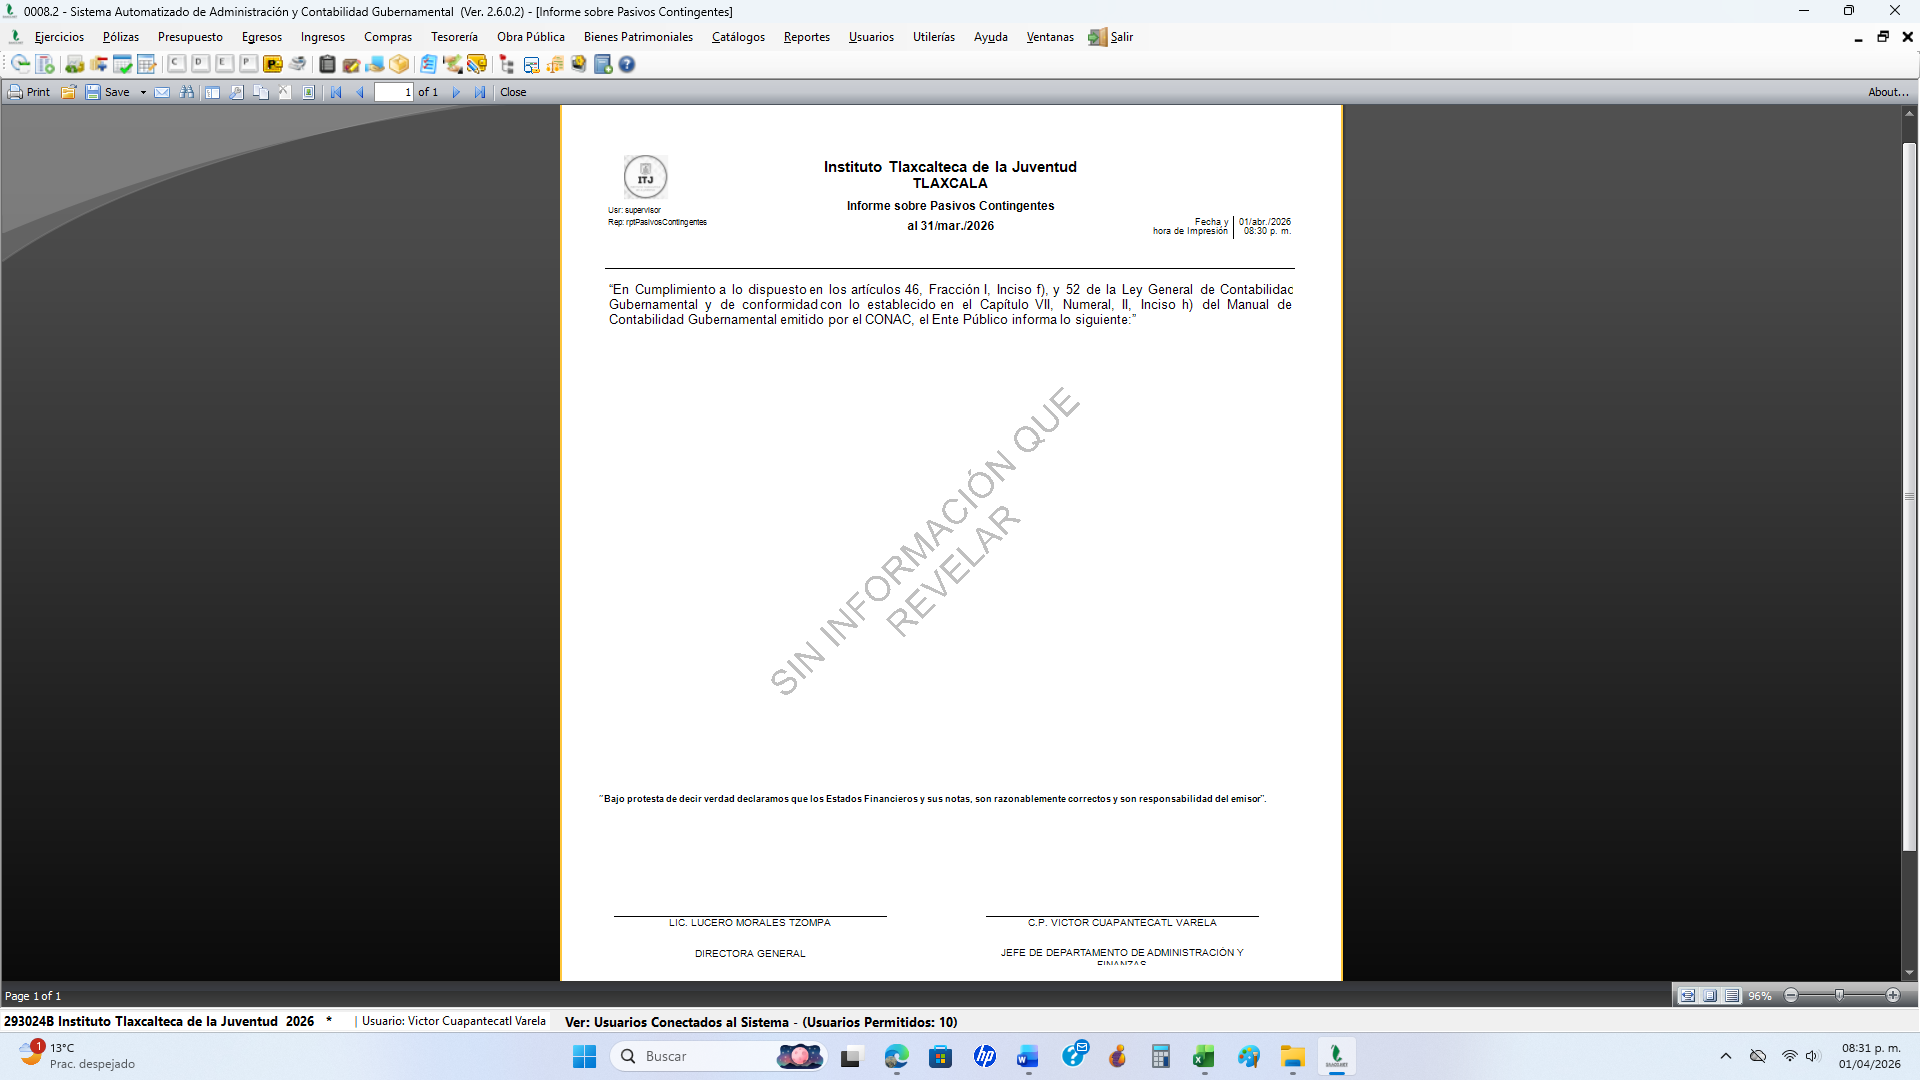 0008.2 - Sistema Automatizado de Administración y Contabilidad Gubernamental (Ver. 2.6.0.2) - [Informe sobre Pasivos Contingentes]
Ejercicios Pólizas Presupuesto Egresos Ingresos Compras Tesorería Obra Pública Bienes Patrimoniales Catálogos Reportes Usuarios Utilerías Ayuda Ventanas Salir
C D E P P
Print Save 1 of 1 Close About...
ITJ
Instituto Tlaxcalteca de la Juventud
TLAXCALA
Informe sobre Pasivos Contingentes
al 31/mar./2026
Usr: supervisor
Rep: rptPasivosContingentes
Fecha y 01/abr./2026
hora de Impresión 08:30 p. m.
“En Cumplimiento a lo dispuesto en los artículos 46, Fracción I, Inciso f), y 52 de la Ley General de Contabilidad
Gubernamental y de conformidad con lo establecido en el Capítulo VII, Numeral, II, Inciso h) del Manual de
Contabilidad Gubernamental emitido por el CONAC, el Ente Público informa lo siguiente:”
SIN INFORMACIÓN QUE
REVELAR
“Bajo protesta de decir verdad declaramos que los Estados Financieros y sus notas, son razonablemente correctos y son responsabilidad del emisor”.
LIC. LUCERO MORALES TZOMPA
DIRECTORA GENERAL
C.P. VICTOR CUAPANTECATL VARELA
JEFE DE DEPARTAMENTO DE ADMINISTRACIÓN Y
FINANZAS
Page 1 of 1
96%
293024B Instituto Tlaxcalteca de la Juventud 2026 * | Usuario: Victor Cuapantecatl Varela Ver: Usuarios Conectados al Sistema - (Usuarios Permitidos: 10)
1
13°C
Prac. despejado
Buscar
08:31 p. m.
01/04/2026